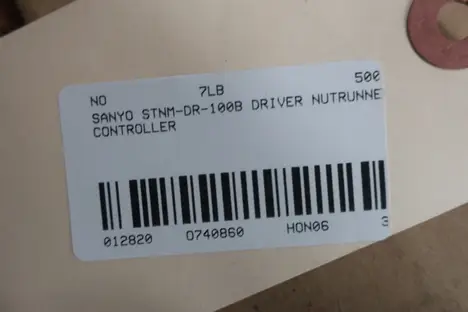 NO 7LB 500
SANYO STNM-DR-100B DRIVER NUTRUNNE
CONTROLLER
012820 0740860 HON06 3